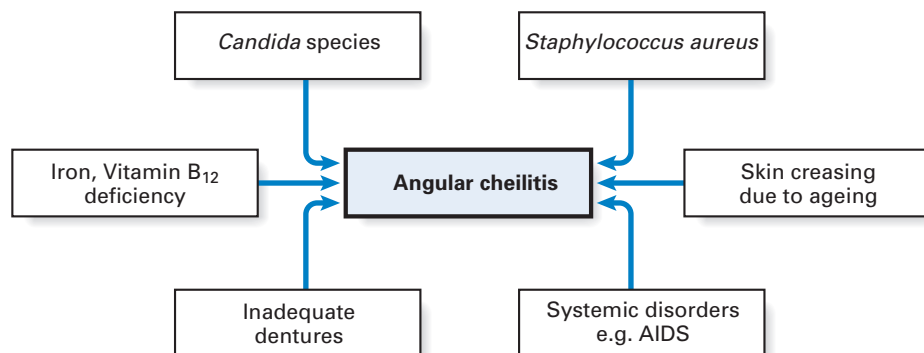 Candida species
Staphylococcus aureus
Iron, Vitamin B₁₂
deficiency
Angular cheilitis
Skin creasing
due to ageing
Inadequate
dentures
Systemic disorders
e.g. AIDS